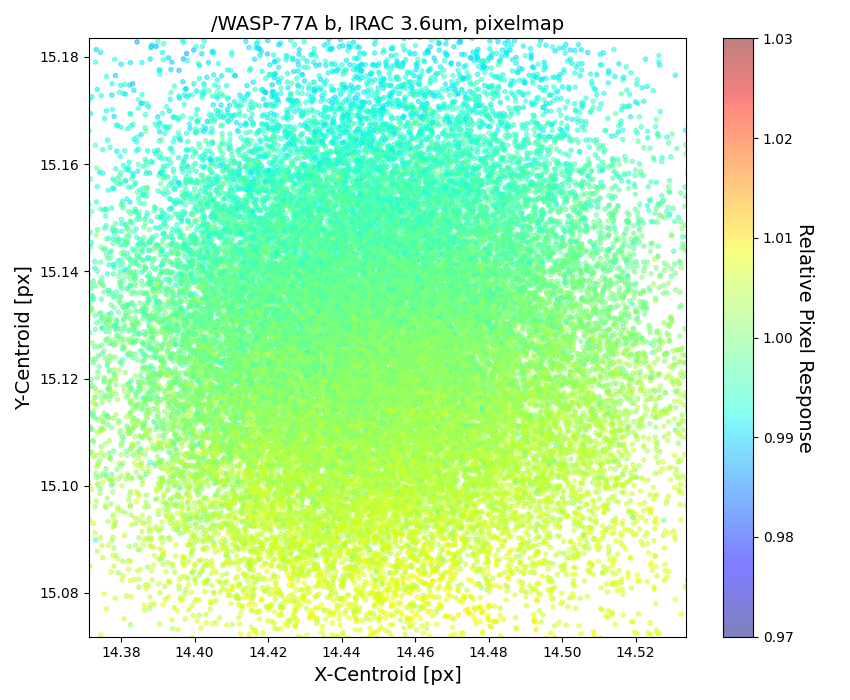 /WASP-77A b, IRAC 3.6um, pixelmap
15.18
15.16
15.14
15.12
15.10
15.08
Y-Centroid [px]
14.38 14.40 14.42 14.44 14.46 14.48 14.50 14.52
X-Centroid [px]
1.03
1.02
1.01
1.00
0.99
0.98
0.97
Relative Pixel Response